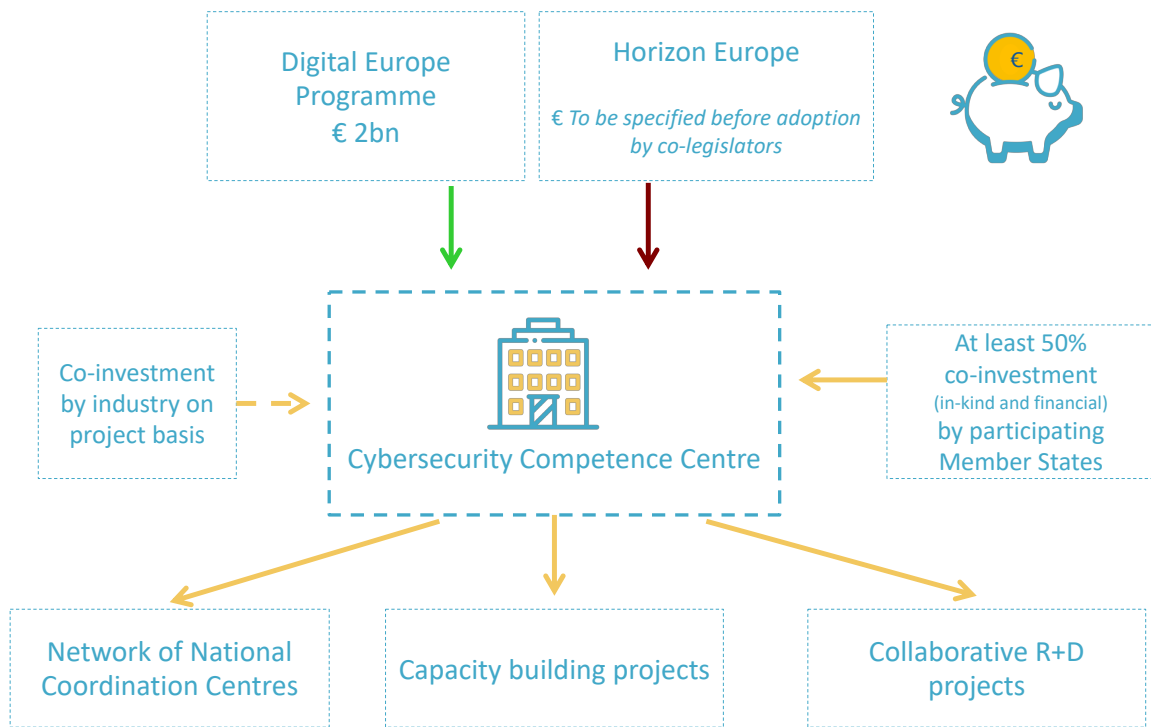 Digital Europe
Programme
€ 2bn
Horizon Europe
€ To be specified before adoption
by co-legislators
€
Co-investment
by industry on
project basis
Cybersecurity Competence Centre
At least 50%
co-investment
(in-kind and financial)
by participating
Member States
Network of National
Coordination Centres
Capacity building projects
Collaborative R+D
projects